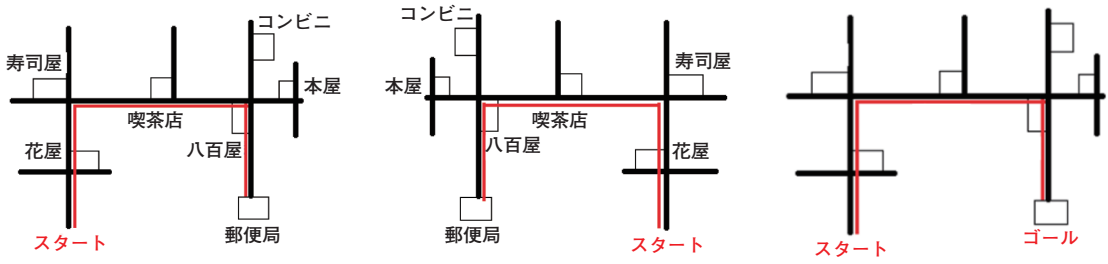 コンビニ
寿司屋
本屋
喫茶店
花屋
八百屋
スタート
郵便局
コンビニ
本屋
寿司屋
喫茶店
八百屋
花屋
郵便局
スタート
スタート
ゴール